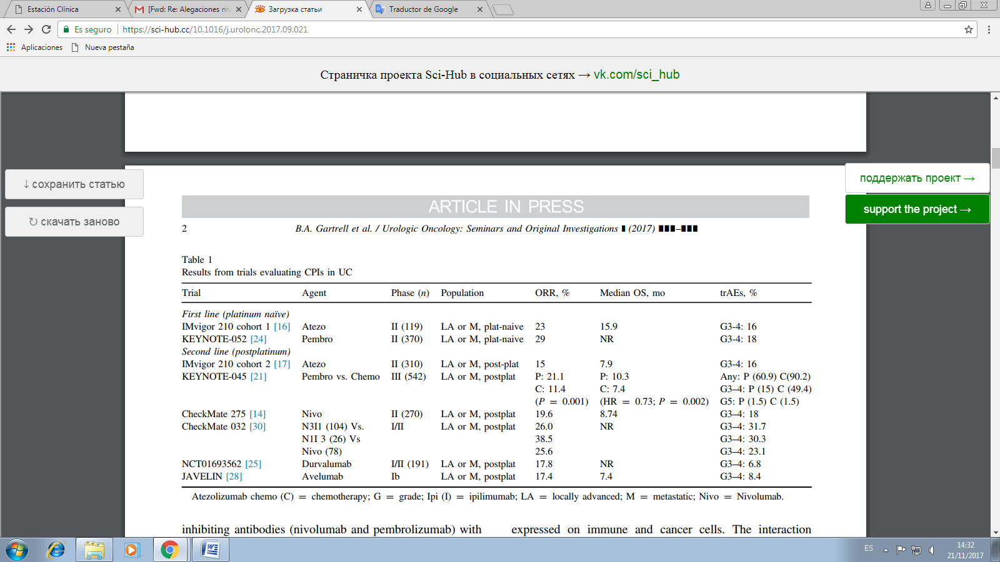 Estación Clínica
[Fwd: Re: Alegaciones ni
Загрузка статьи
Traductor de Google
Es seguro https://sci-hub.cc/10.1016/j.urolonc.2017.09.021
Aplicaciones Nueva pestaña
Страничка проекта Sci-Hub в социальных сетях → vk.com/sci_hub
⇣ сохранить статью
↻ скачать заново
поддержать проект →
support the project →
ARTICLE IN PRESS
2 B.A. Gartrell et al. / Urologic Oncology: Seminars and Original Investigations ▮ (2017) ▮▮▮–▮▮▮
Table 1
Results from trials evaluating CPIs in UC
Trial Agent Phase (n) Population ORR, % Median OS, mo trAEs, %
First line (platinum naïve)
IMvigor 210 cohort 1 [16] Atezo II (119) LA or M, plat-naive 23 15.9 G3-4: 16
KEYNOTE-052 [24] Pembro II (370) LA or M, plat-naive 29 NR G3-4: 18
Second line (postplatinum)
IMvigor 210 cohort 2 [17] Atezo II (310) LA or M, post-plat 15 7.9 G3-4: 16
KEYNOTE-045 [21] Pembro vs. Chemo III (542) LA or M, postplat P: 21.1 P: 10.3 Any: P (60.9) C(90.2)
C: 11.4 C: 7.4 G3–4: P (15) C (49.4)
(P = 0.001) (HR = 0.73; P = 0.002) G5: P (1.5) C (1.5)
CheckMate 275 [14] Nivo II (270) LA or M, postplat 19.6 8.74 G3–4: 18
CheckMate 032 [30] N3I1 (104) Vs. I/II LA or M, postplat 26.0 NR G3–4: 31.7
N1I 3 (26) Vs 38.5 G3–4: 30.3
Nivo (78) 25.6 G3–4: 23.1
NCT01693562 [25] Durvalumab I/II (191) LA or M, postplat 17.8 NR G3–4: 6.8
JAVELIN [28] Avelumab Ib LA or M, postplat 17.4 7.4 G3–4: 8.4
Atezolizumab chemo (C) = chemotherapy; G = grade; Ipi (I) = ipilimumab; LA = locally advanced; M = metastatic; Nivo = Nivolumab.
inhibiting antibodies (nivolumab and pembrolizumab) with
expressed on immune and cancer cells. The interaction
ES
14:32
21/11/2017